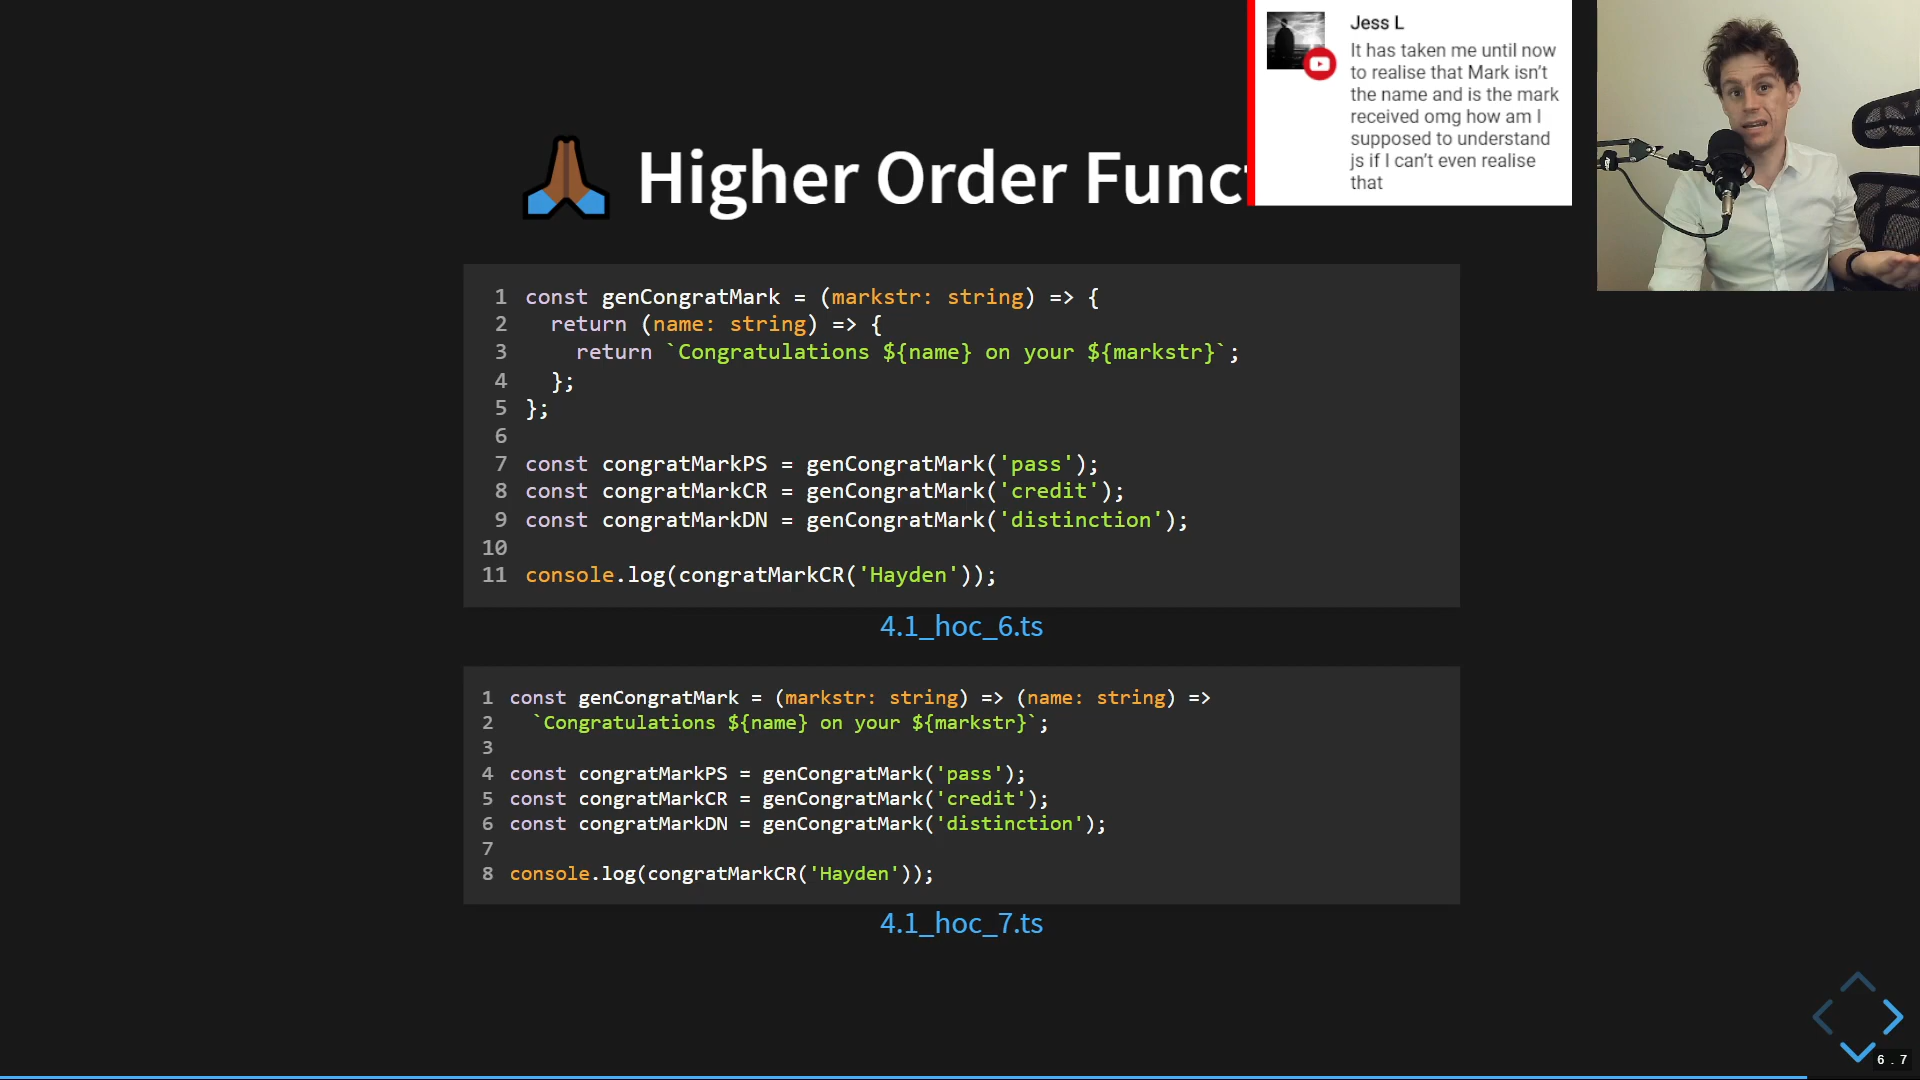 Jess L
It has taken me until now
to realise that Mark isn't
the name and is the mark
received omg how am I
supposed to understand
js if I can't even realise
that
Higher Order Func
1 const genCongratMark = (markstr: string) => {
2   return (name: string) => {
3     return `Congratulations ${name} on your ${markstr}`;
4   };
5 };
6
7 const congratMarkPS = genCongratMark('pass');
8 const congratMarkCR = genCongratMark('credit');
9 const congratMarkDN = genCongratMark('distinction');
10
11 console.log(congratMarkCR('Hayden'));
4.1_hoc_6.ts
1 const genCongratMark = (markstr: string) => (name: string) =>
2   `Congratulations ${name} on your ${markstr}`;
3
4 const congratMarkPS = genCongratMark('pass');
5 const congratMarkCR = genCongratMark('credit');
6 const congratMarkDN = genCongratMark('distinction');
7
8 console.log(congratMarkCR('Hayden'));
4.1_hoc_7.ts
6.7